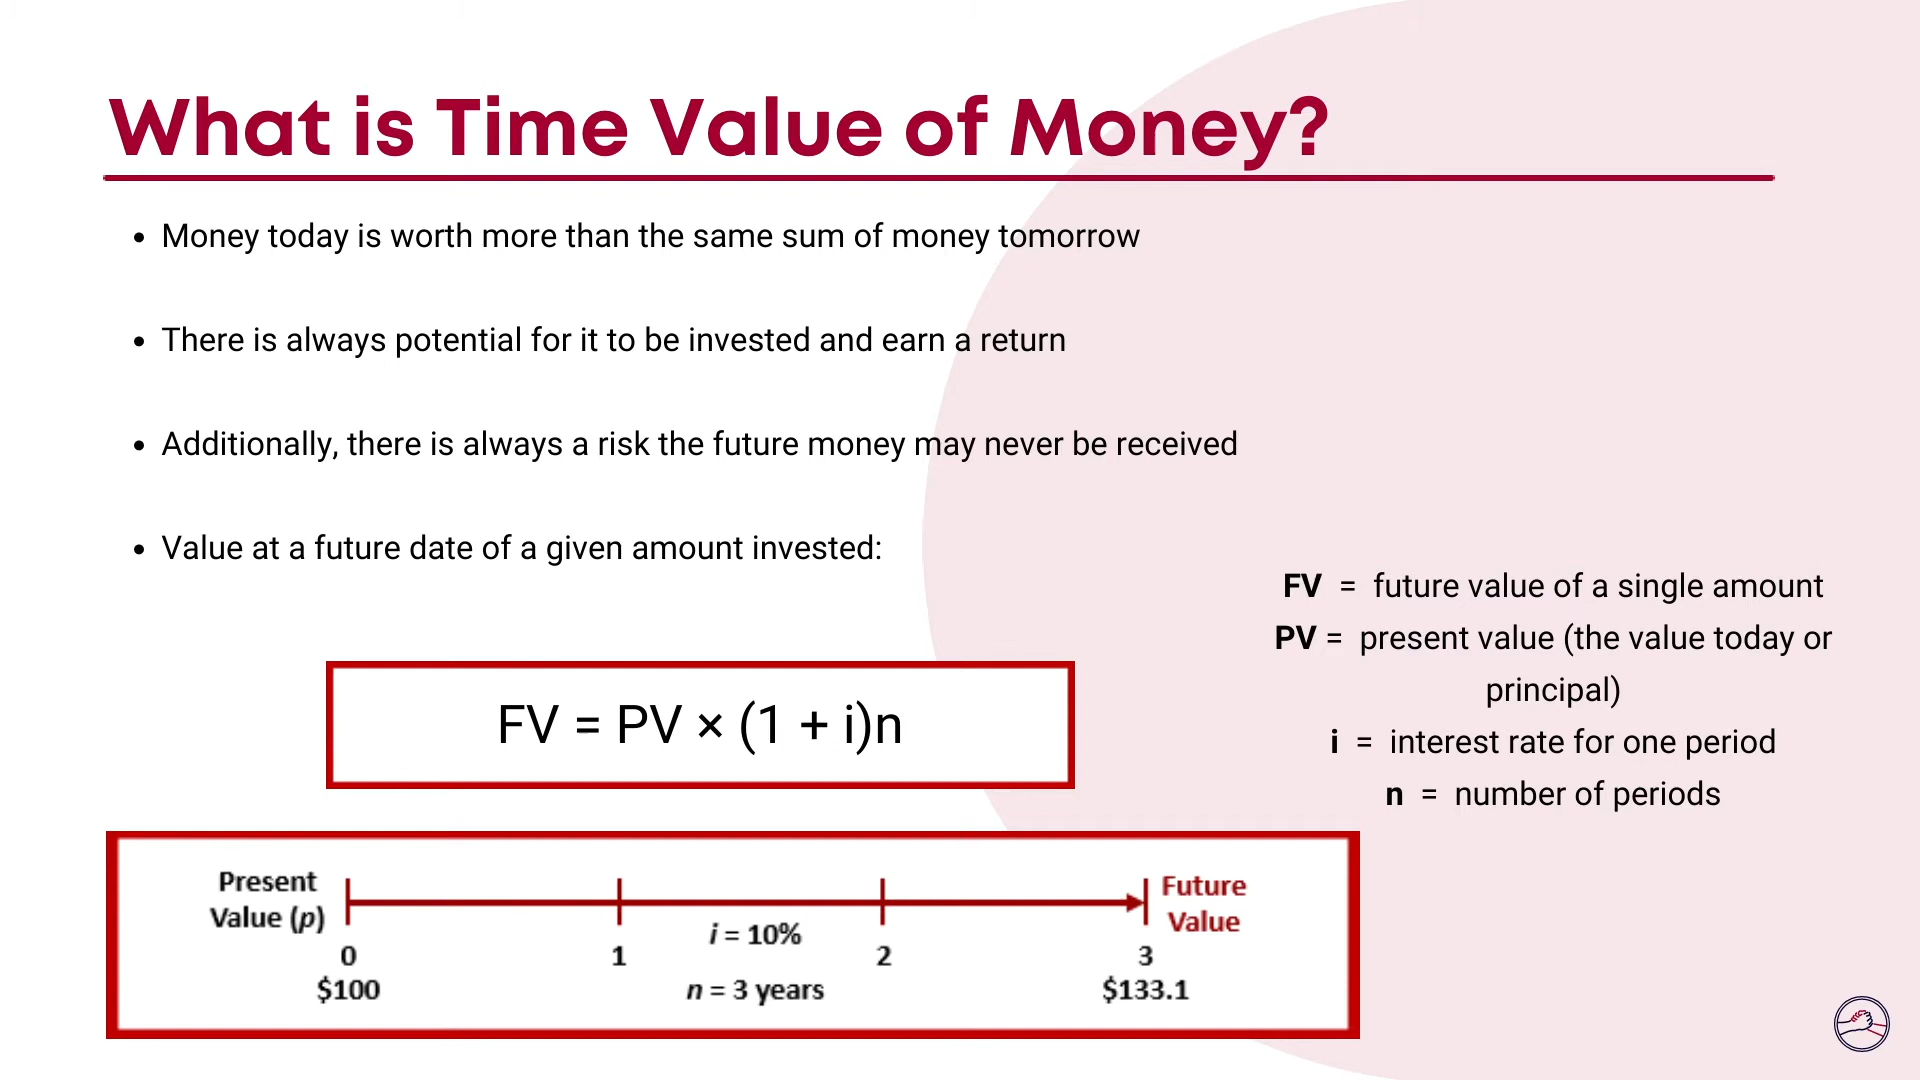 What is Time Value of Money?
• Money today is worth more than the same sum of money tomorrow
• There is always potential for it to be invested and earn a return
• Additionally, there is always a risk the future money may never be received
• Value at a future date of a given amount invested:
FV = PV × (1 + i)n
FV = future value of a single amount
PV = present value (the value today or
principal)
i = interest rate for one period
n = number of periods
Present
Value (p)
Future
Value
i = 10%
0 1 2 3
$100 n = 3 years $133.1